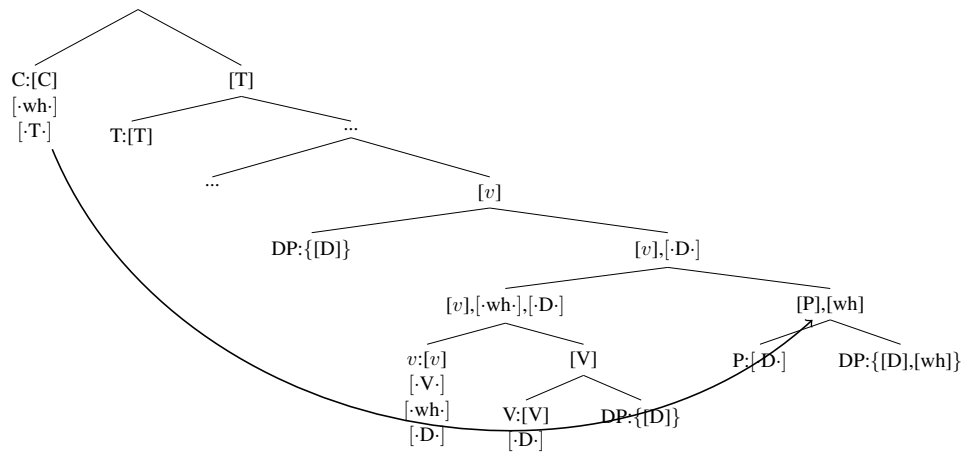 C:[C] [T]
[·wh·]
[·T·] T:[T] ...
... [v]
DP:{[D]} [v],[·D·]
[v],[·wh·],[·D·] [P],[wh]
v:[v] [V] P:[·D·] DP:{[D],[wh]}
[·V·]
[·wh·] V:[V] DP:{[D]}
[·D·] [·D·]